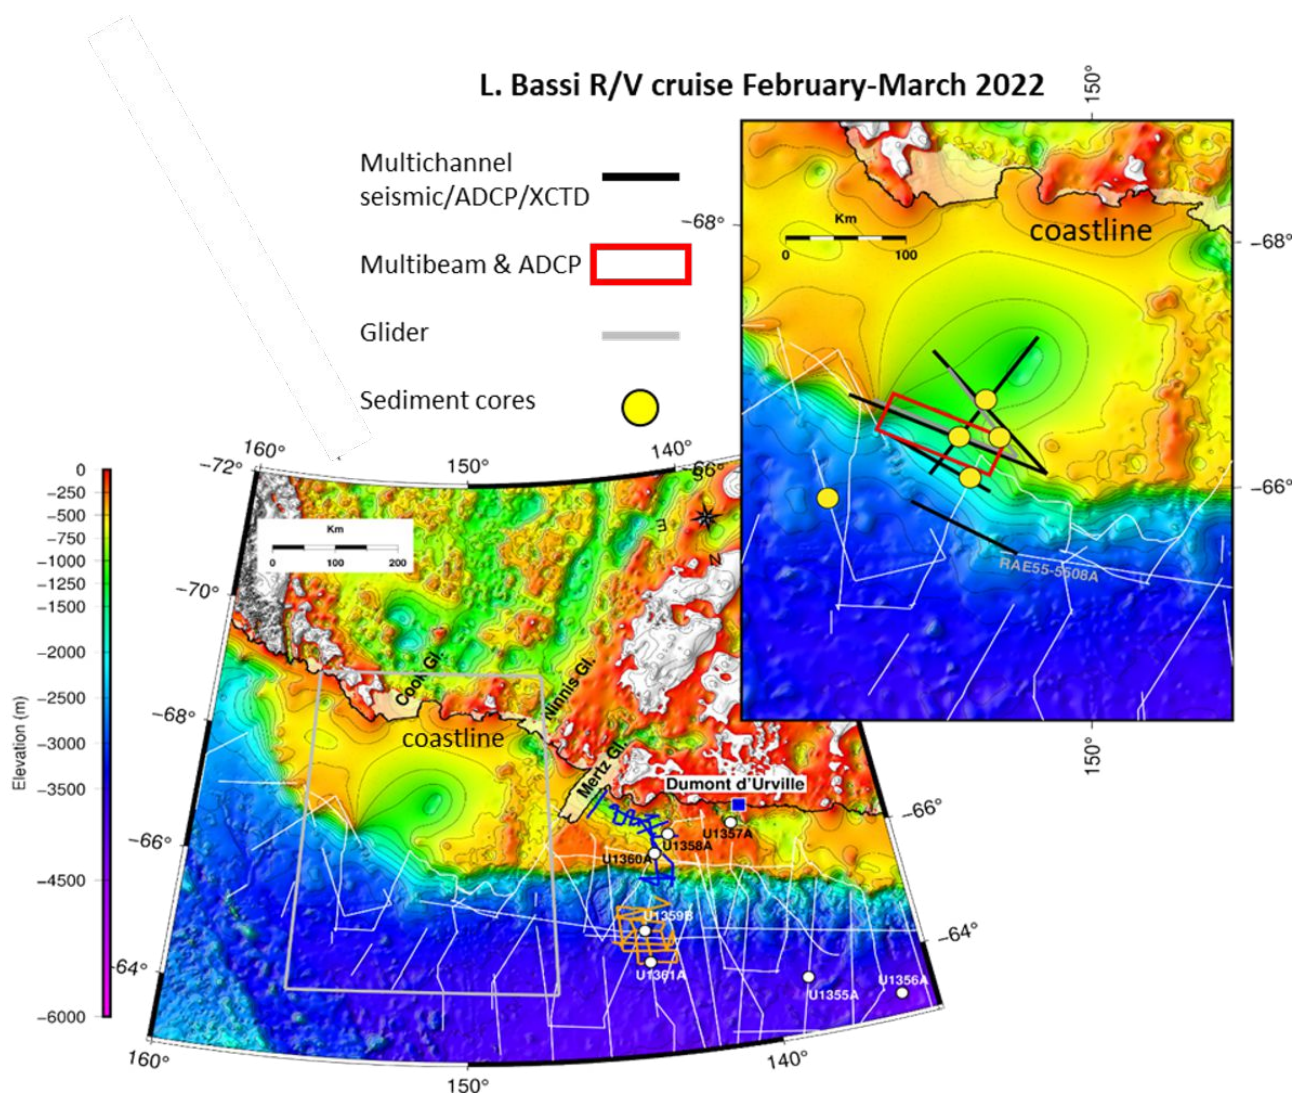 L. Bassi R/V cruise February-March 2022
Multichannel
seismic/ADCP/XCTD
Multibeam & ADCP
Glider
Sediment cores
150°
−68°
Km
0 100
coastline
−68°
−66°
RAE55-5508A
150°
160°
−72°
150°
140°
66°
E
N
Km
0 100 200
−70°
Cook Gl.
Ninnis Gl.
−68°
coastline
Mertz Gl.
Dumont d'Urville
−66°
U1357A
U1358A
U1360A
−66°
U1359B
−64°
U1361A
U1355A
U1356A
64°
160°
150°
140°
Elevation (m)
0
−250
−500
−750
−1000
−1250
−1500
−2000
−2500
−3000
−3500
−4500
−6000